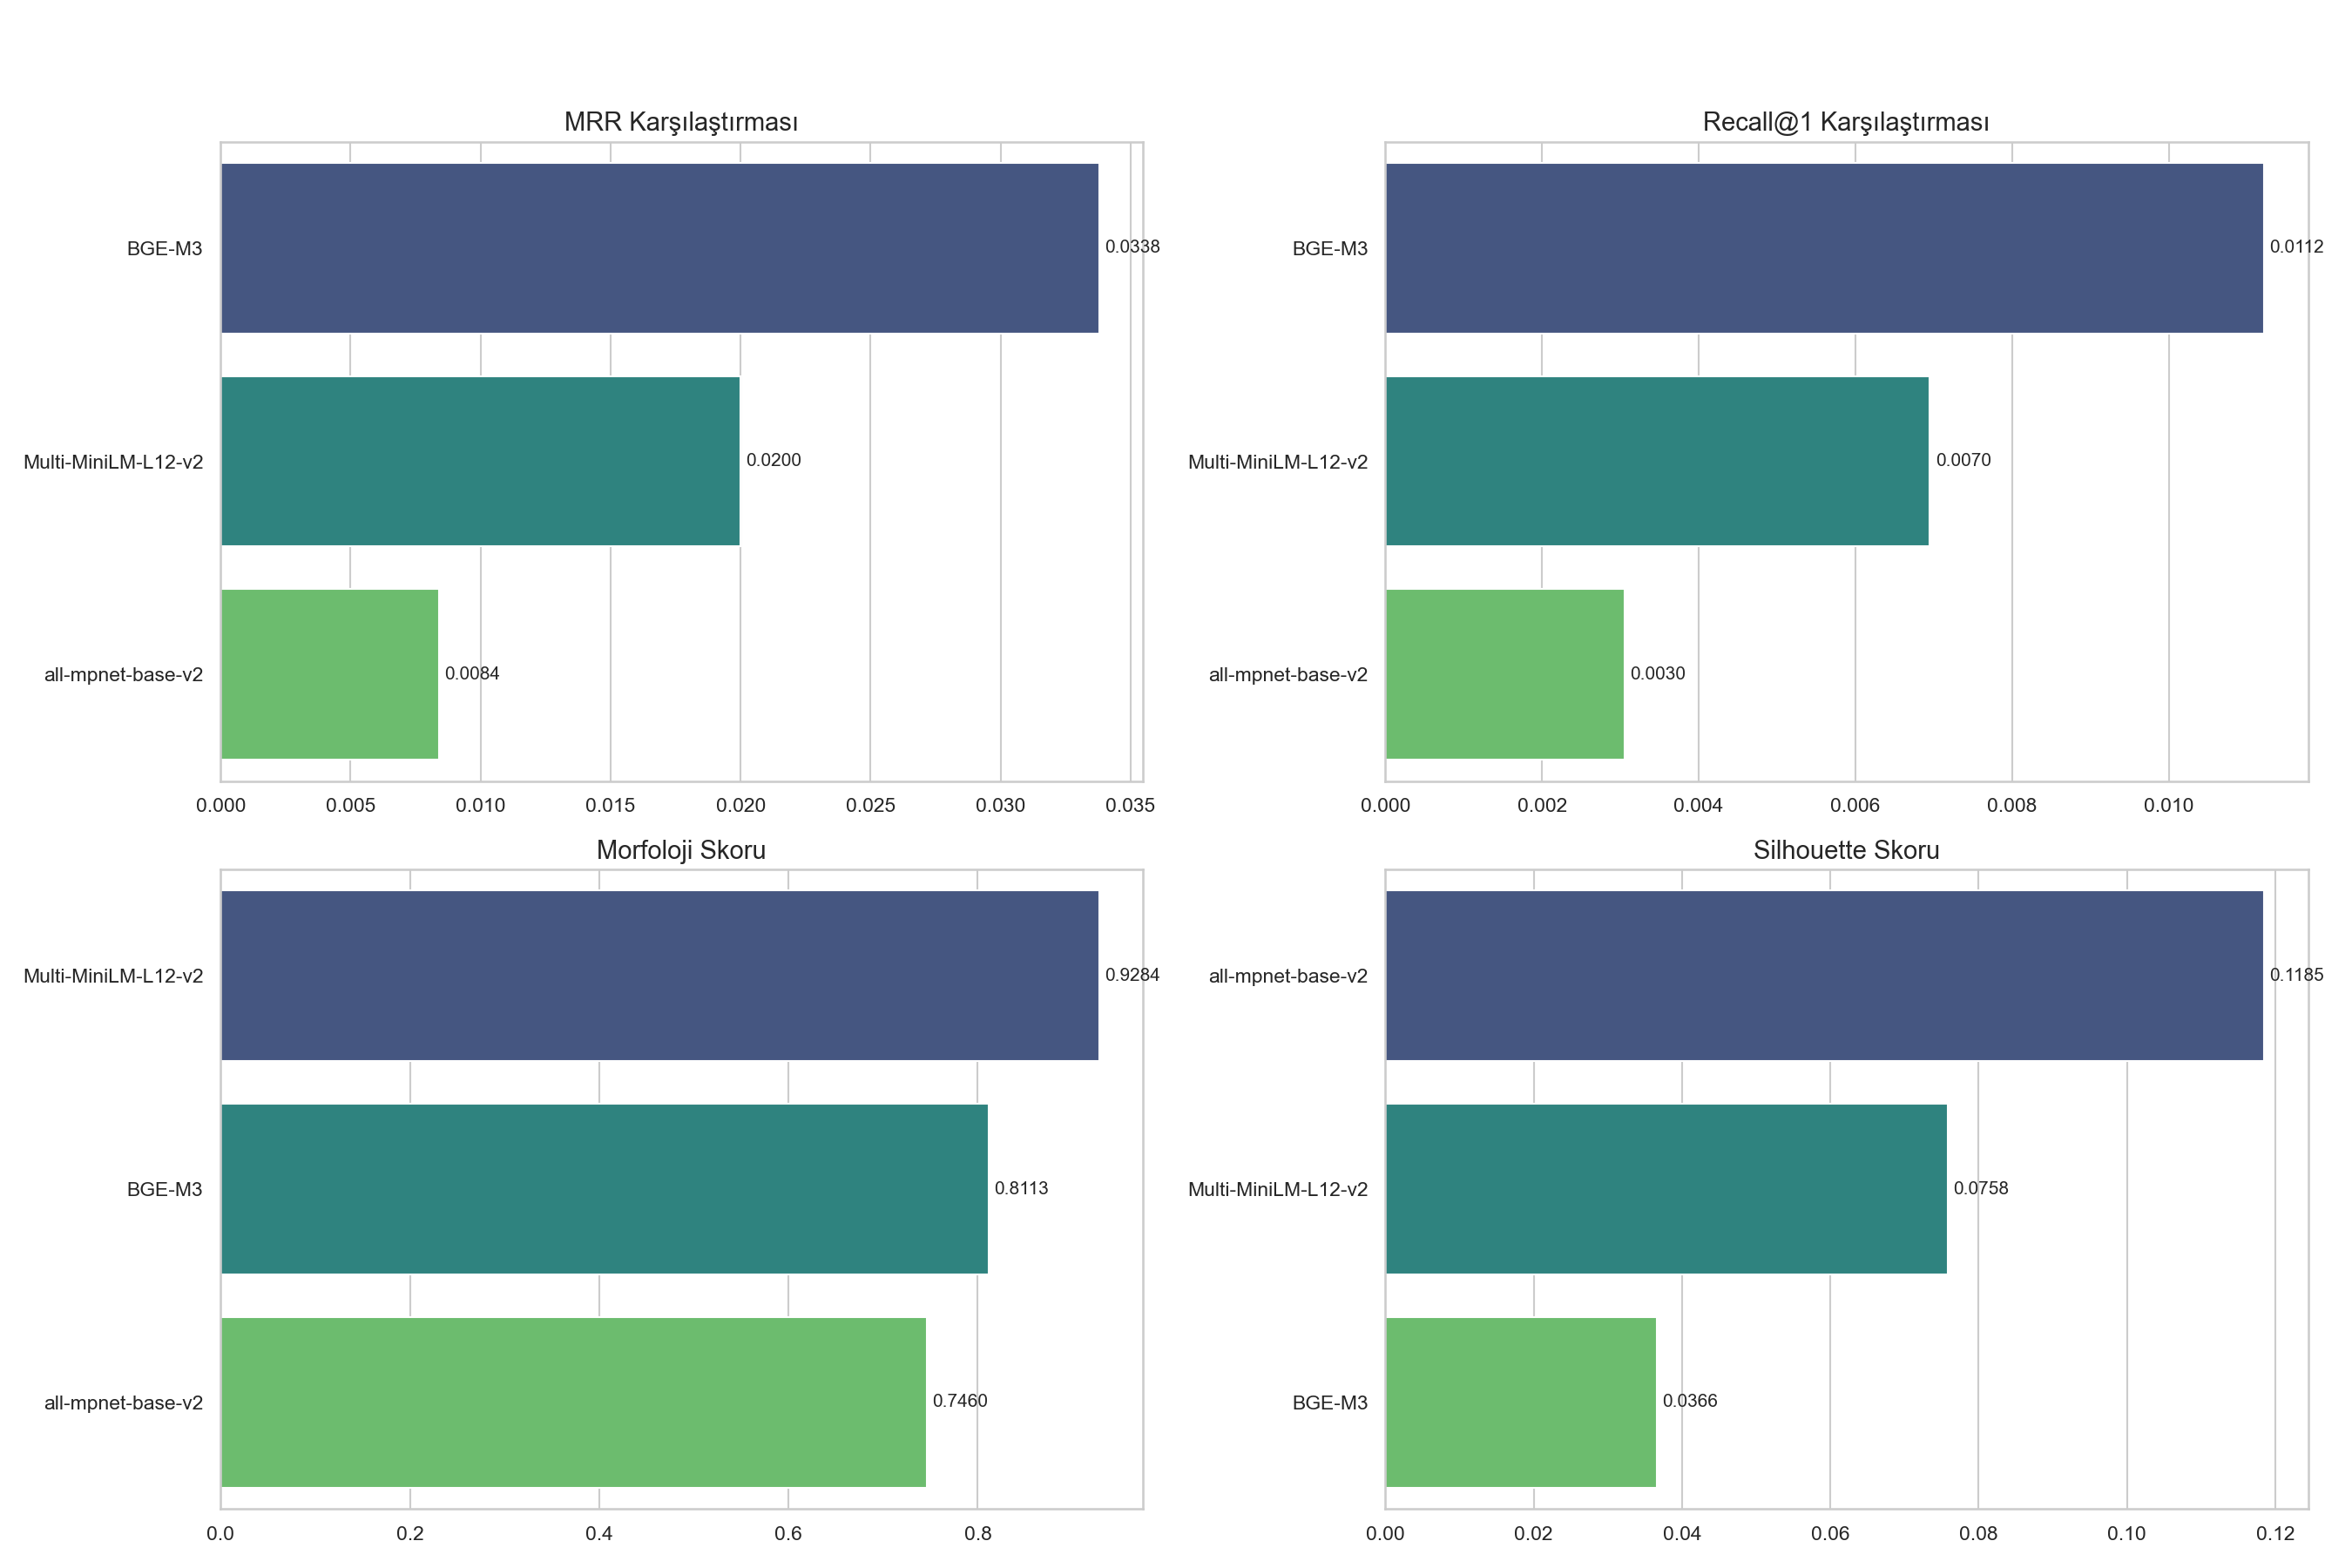 MRR Karşılaştırması
BGE-M3
0.0338
Multi-MiniLM-L12-v2
0.0200
all-mpnet-base-v2
0.0084
0.000 0.005 0.010 0.015 0.020 0.025 0.030 0.035
Recall@1 Karşılaştırması
BGE-M3
0.0112
Multi-MiniLM-L12-v2
0.0070
all-mpnet-base-v2
0.0030
0.000 0.002 0.004 0.006 0.008 0.010
Morfoloji Skoru
Multi-MiniLM-L12-v2
0.9284
BGE-M3
0.8113
all-mpnet-base-v2
0.7460
0.0 0.2 0.4 0.6 0.8
Silhouette Skoru
all-mpnet-base-v2
0.1185
Multi-MiniLM-L12-v2
0.0758
BGE-M3
0.0366
0.00 0.02 0.04 0.06 0.08 0.10 0.12